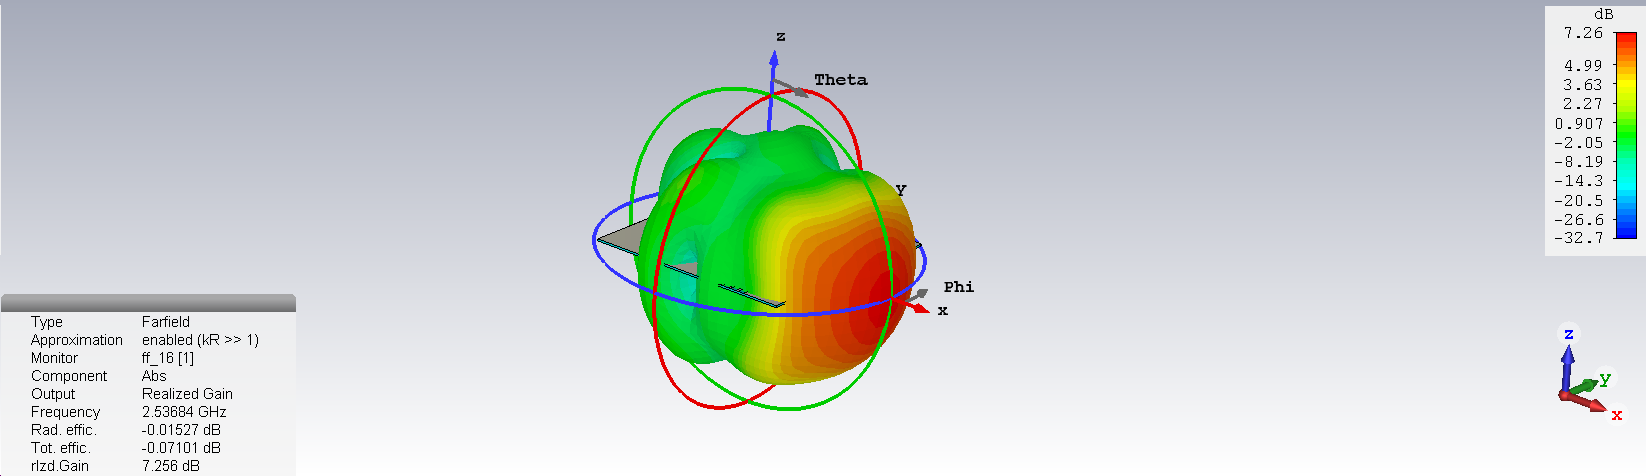 z
Theta
Y
Phi
x
dB
7.26
4.99
3.63
2.27
0.907
-2.05
-8.19
-14.3
-20.5
-26.6
-32.7
Type Farfield
Approximation enabled (kR >> 1)
Monitor ff_16 [1]
Component Abs
Output Realized Gain
Frequency 2.53684 GHz
Rad. effic. -0.01527 dB
Tot. effic. -0.07101 dB
rlzd.Gain 7.256 dB
z
y
x